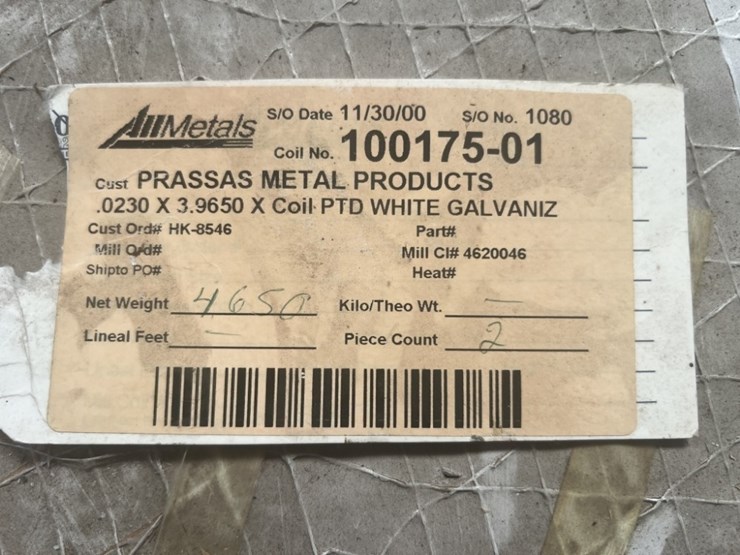 AllMetals
S/O Date 11/30/00 S/O No. 1080
Coil No. 100175-01
Cust PRASSAS METAL PRODUCTS
.0230 X 3.9650 X Coil PTD WHITE GALVANIZ
Cust Ord# HK-8546 Part#
Mill Ord# Mill Cl# 4620046
Shipto PO# Heat#
Net Weight 4650 Kilo/Theo Wt. —
Lineal Feet — Piece Count 2